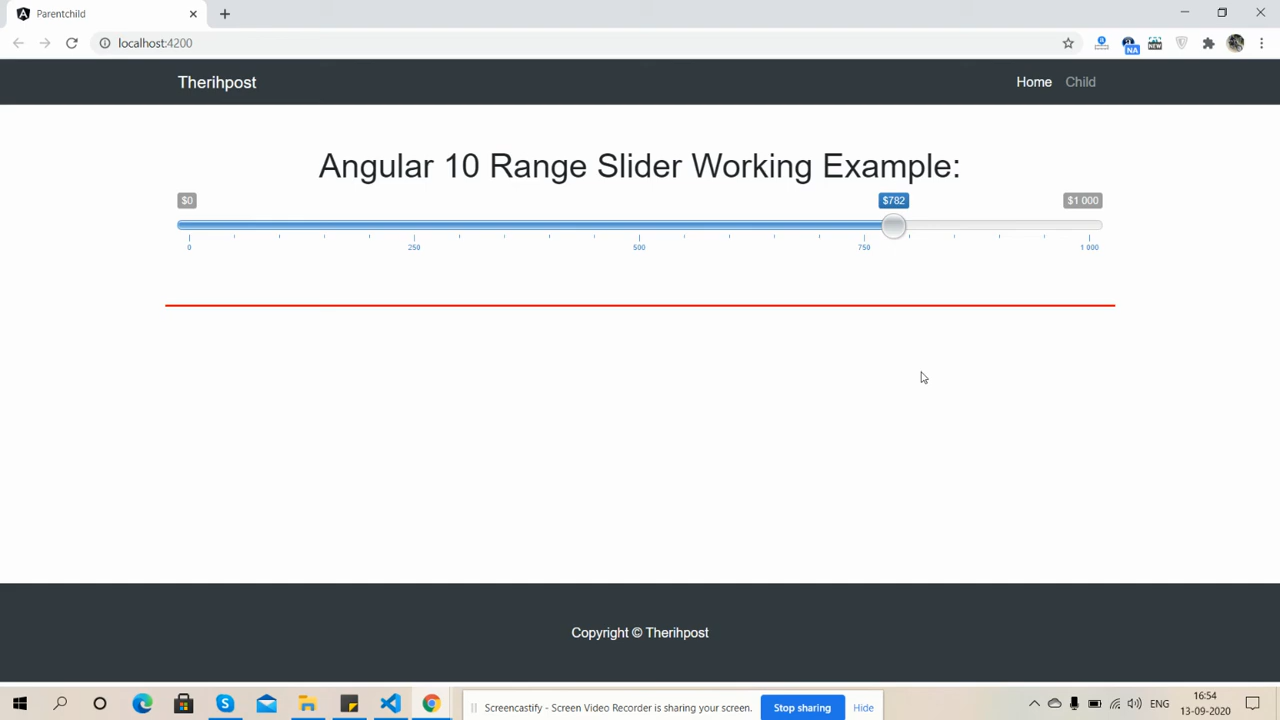 Parentchild
localhost:4200
NA
NEW
Therihpost
Home Child
Angular 10 Range Slider Working Example:
$0 $782 $1 000
0 250 500 750 1 000
Copyright © Therihpost
Screencastify - Screen Video Recorder is sharing your screen. Stop sharing Hide
ENG
16:54
13-09-2020